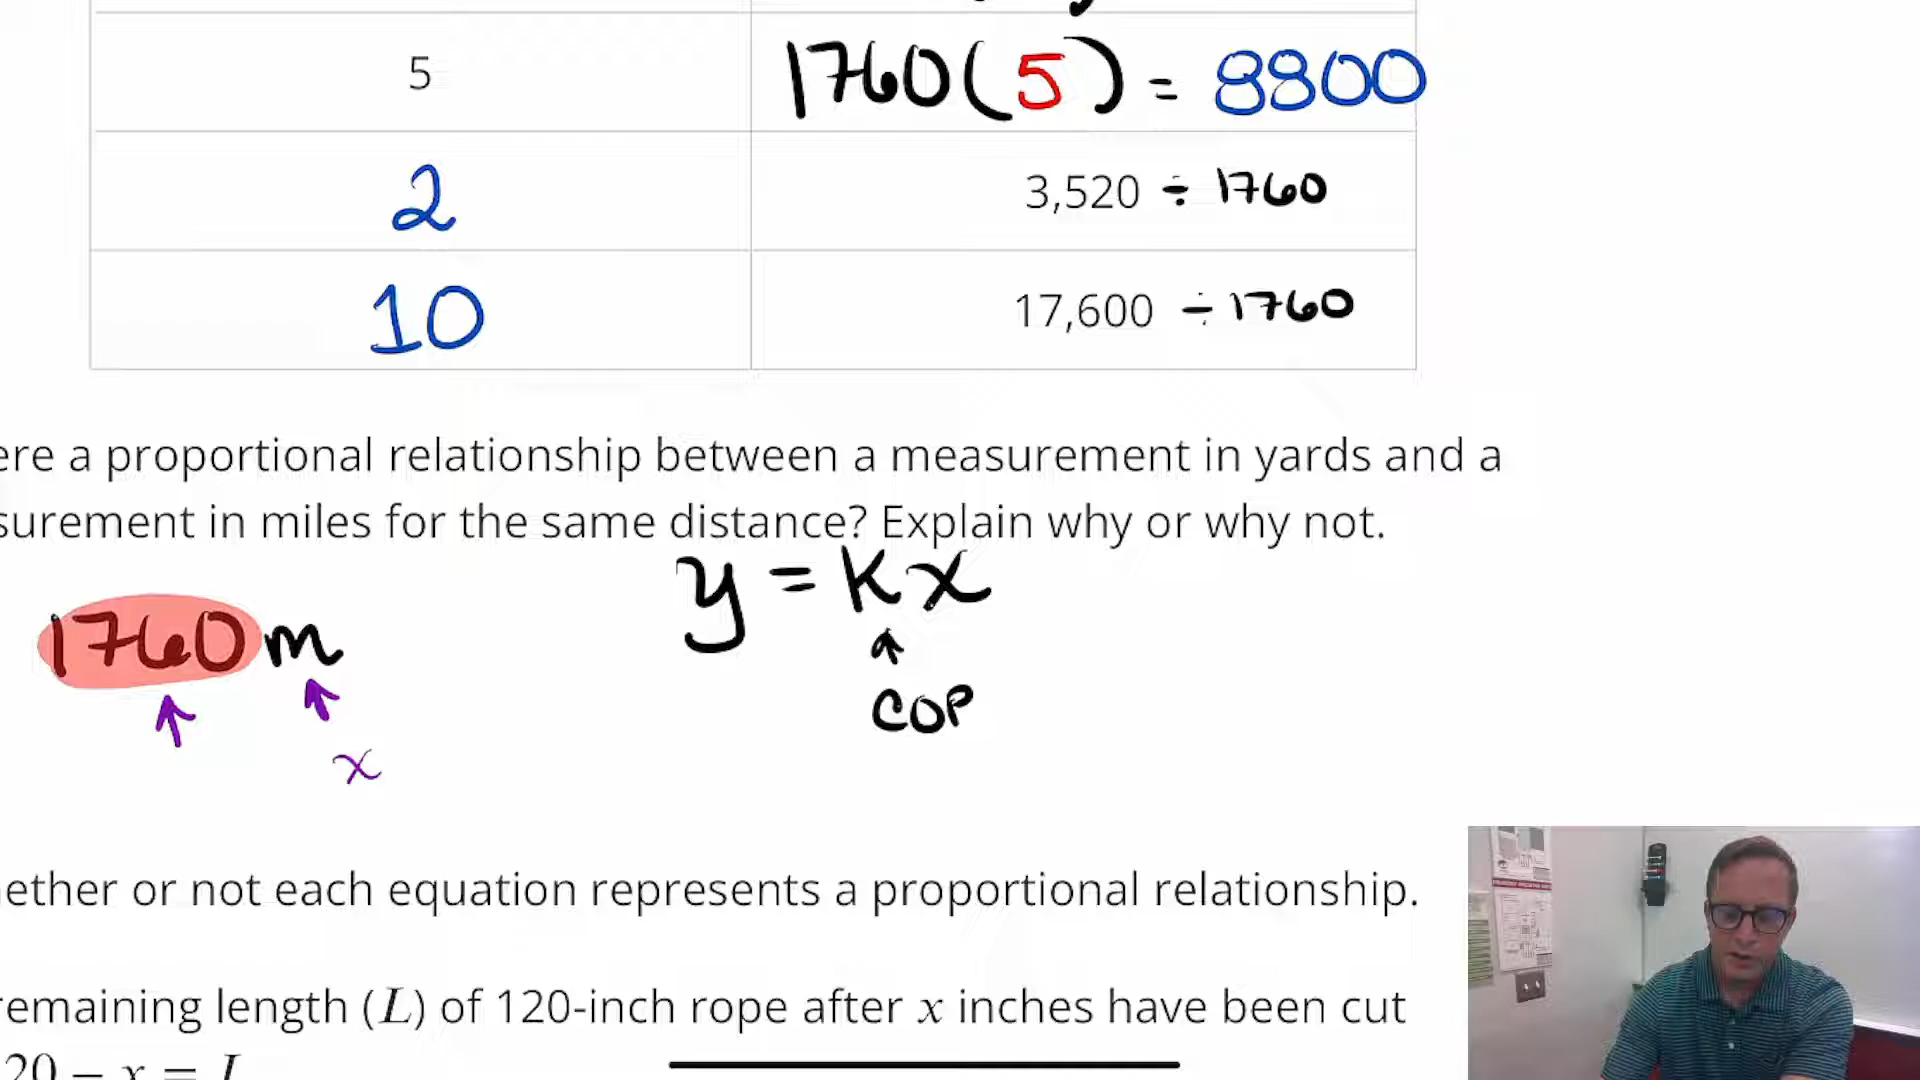 5 1760(5) = 8800
2 3,520 ÷ 1760
10 17,600 ÷ 1760
ere a proportional relationship between a measurement in yards and a
surement in miles for the same distance? Explain why or why not.
y = kx
1760m
COP
x
ether or not each equation represents a proportional relationship.
remaining length (L) of 120-inch rope after x inches have been cut
20 − x = L